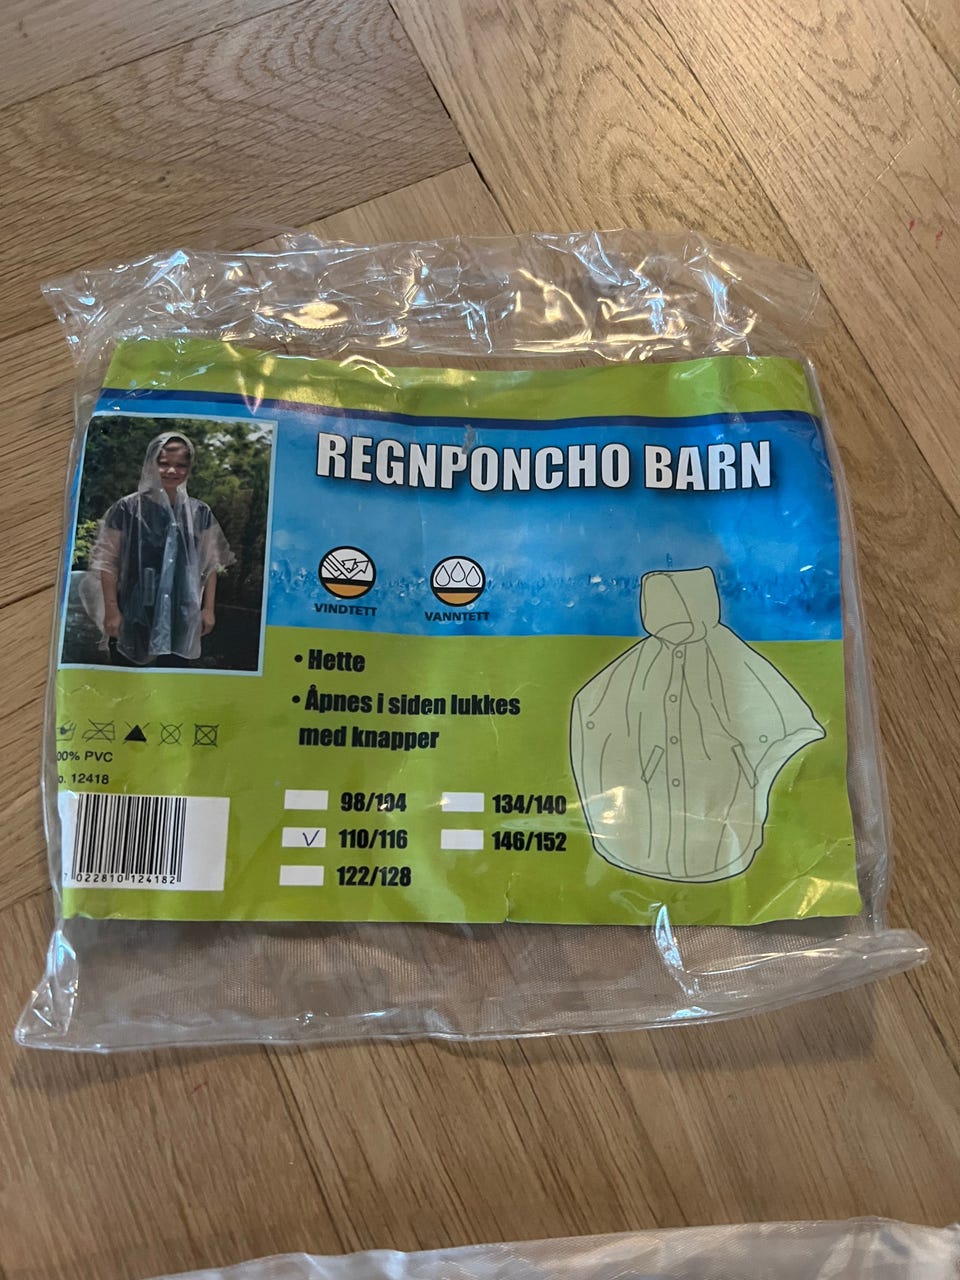 REGNPONCHO BARN
VINDTETT
VANNTETT
• Hette
• Åpnes i siden lukkes
med knapper
00% PVC
o. 12418
98/104
134/140
110/116
146/152
122/128
7 022810 124182